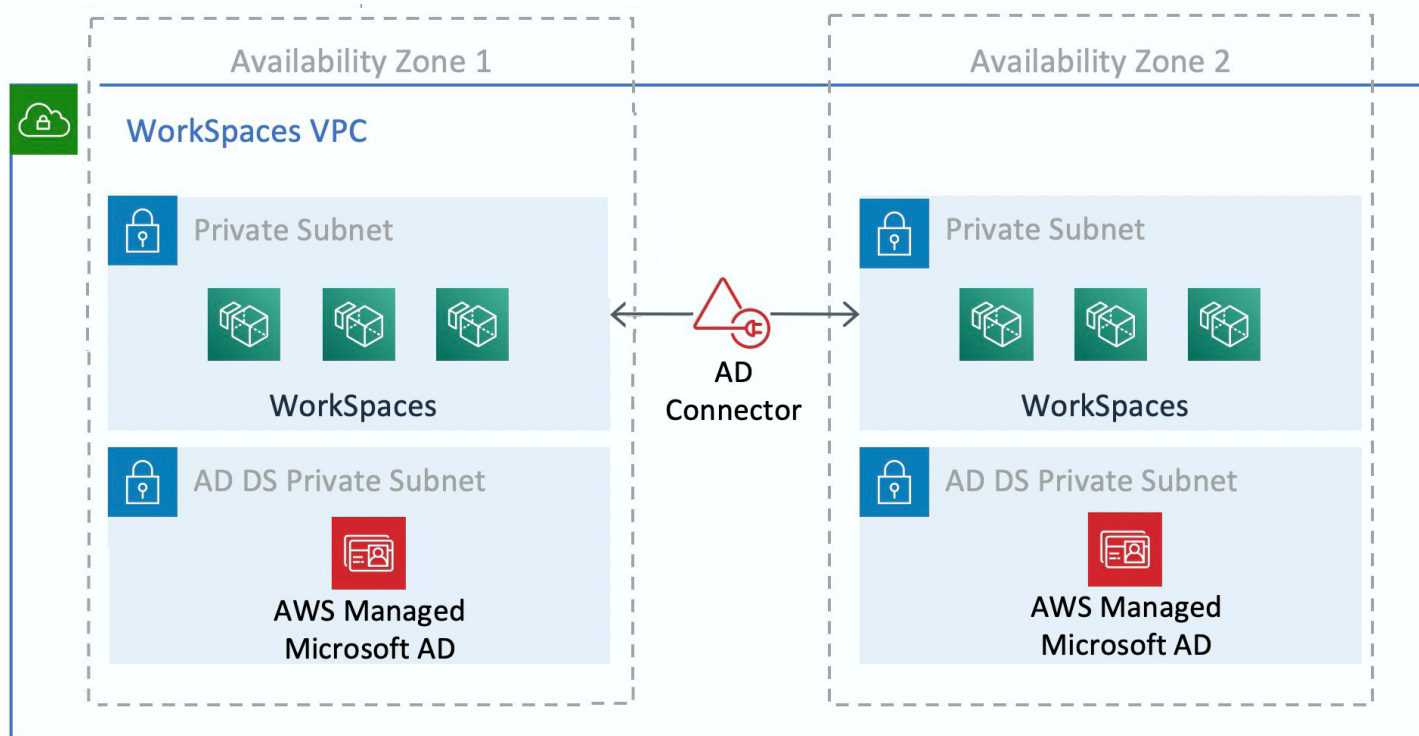 Availability Zone 1
Availability Zone 2
WorkSpaces VPC
Private Subnet
WorkSpaces
AD DS Private Subnet
AWS Managed
Microsoft AD
AD
Connector
Private Subnet
WorkSpaces
AD DS Private Subnet
AWS Managed
Microsoft AD